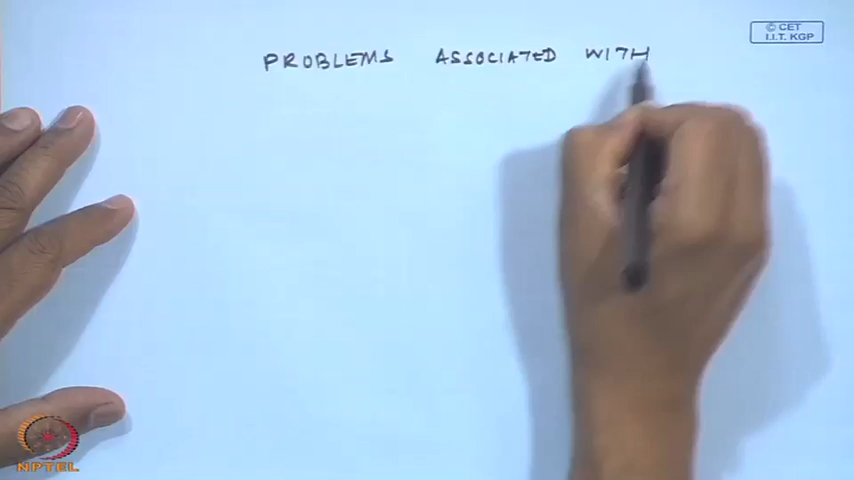 PROBLEMS ASSOCIATED WITH
© CET
I.I.T. KGP
NPTEL